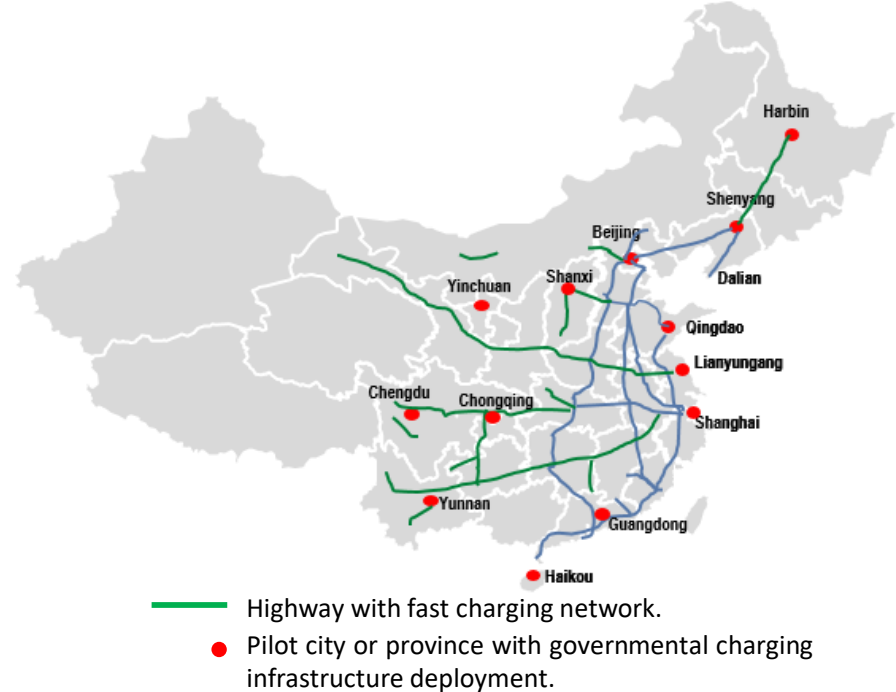 Harbin
Shenyang
Beijing
Dalian
Shanxi
Yinchuan
Qingdao
Lianyungang
Chengdu
Chongqing
Shanghai
Yunnan
Guangdong
Haikou
Highway with fast charging network.
Pilot city or province with governmental charging
infrastructure deployment.